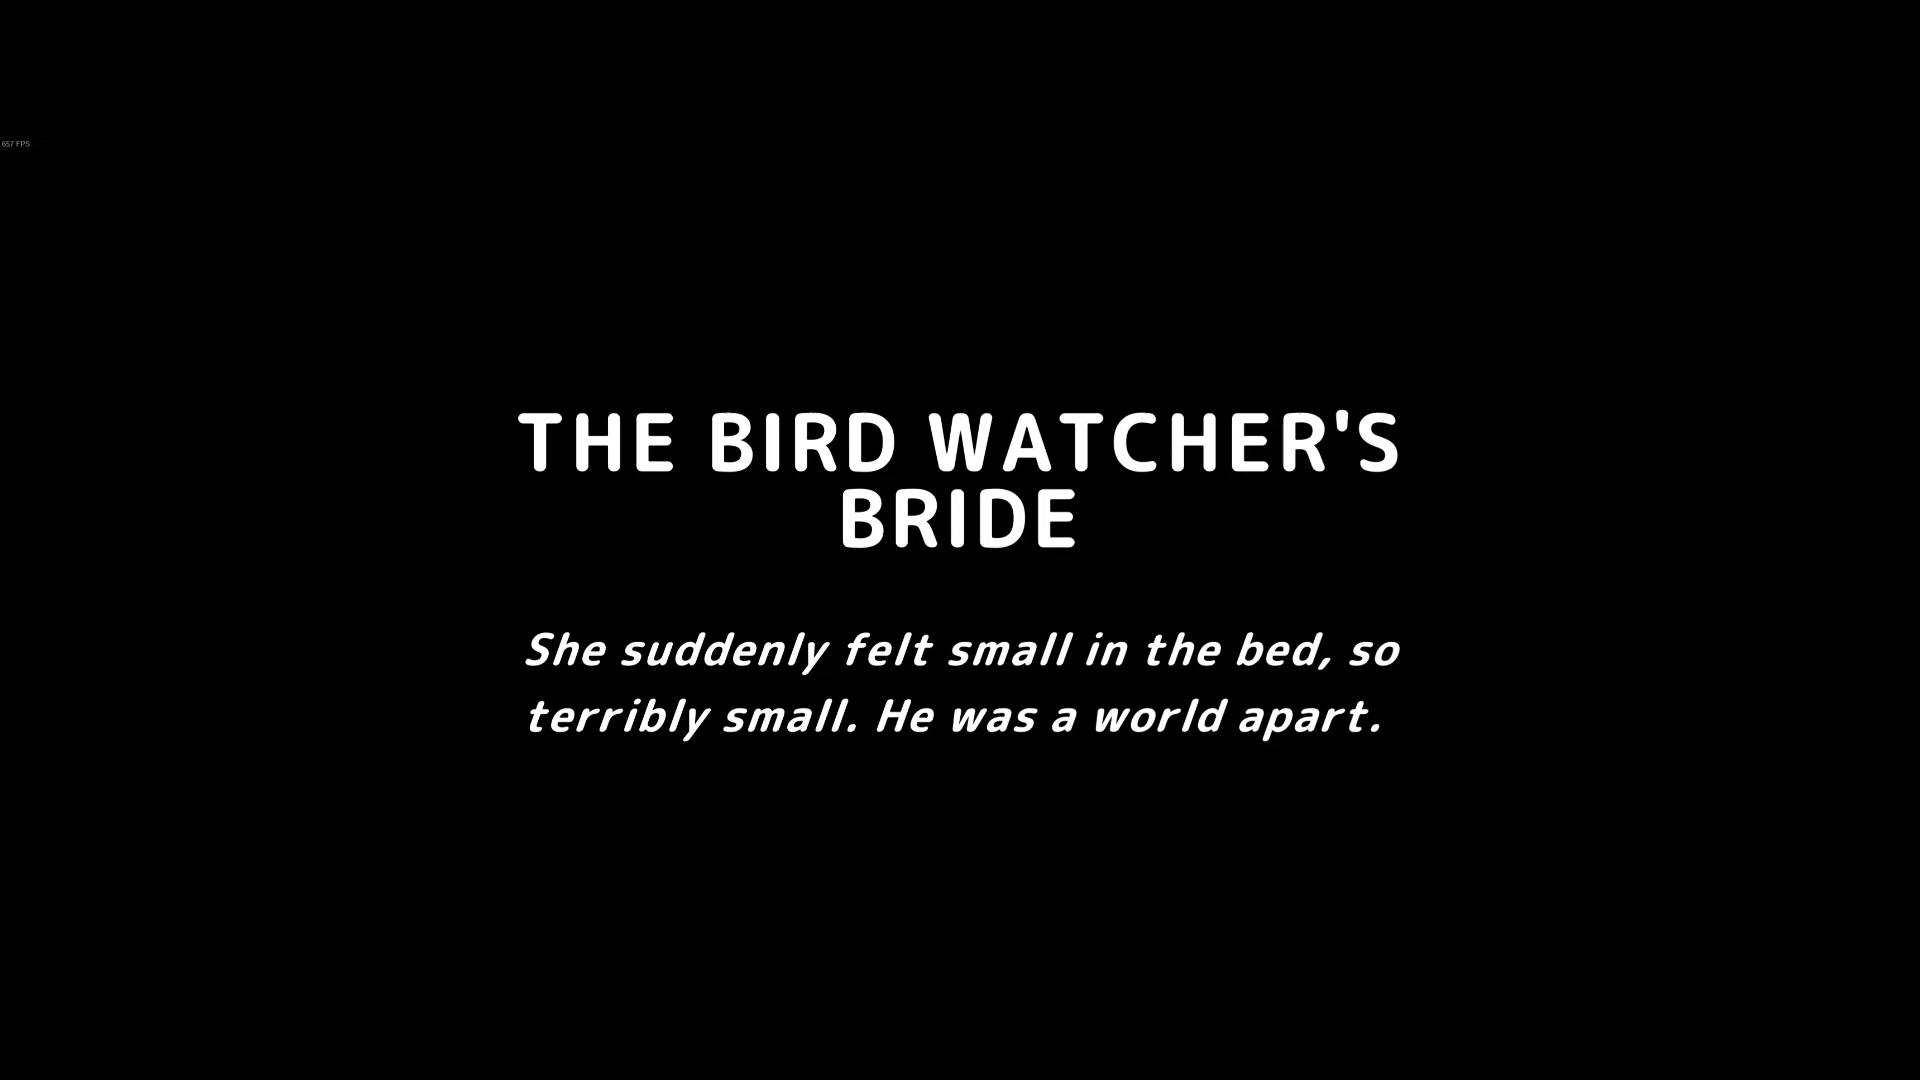 657 FPS
THE BIRD WATCHER'S
BRIDE
She suddenly felt small in the bed, so
terribly small. He was a world apart.